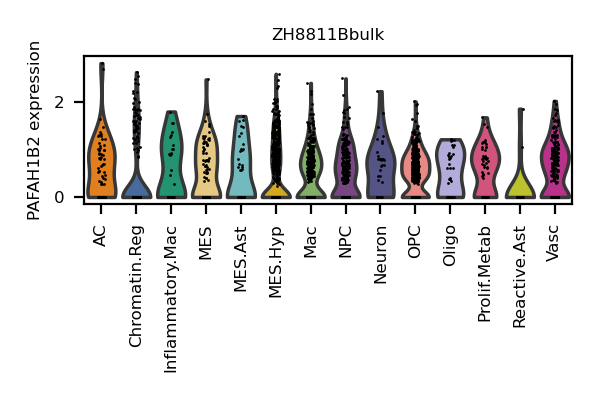 ZH8811Bbulk
PAFAH1B2 expression
2
0
AC
Chromatin.Reg
Inflammatory.Mac
MES
MES.Ast
MES.Hyp
Mac
NPC
Neuron
OPC
Oligo
Prolif.Metab
Reactive.Ast
Vasc